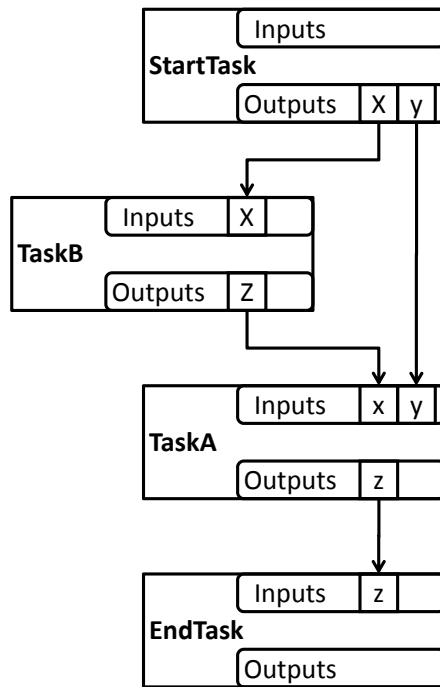 Inputs
StartTask
Outputs X y
Inputs X
TaskB
Outputs Z
Inputs x y
TaskA
Outputs z
Inputs z
EndTask
Outputs